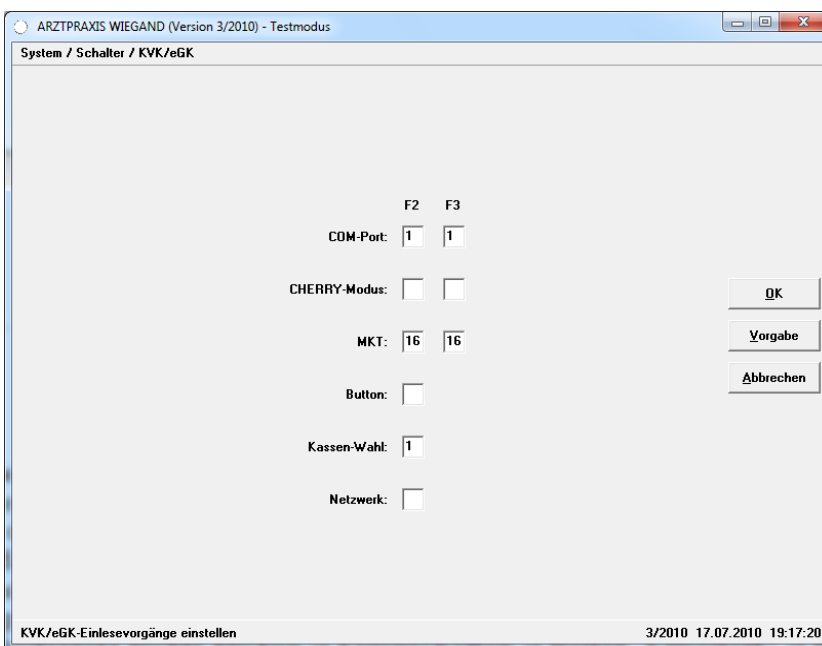 ARZTPRAXIS WIEGAND (Version 3/2010) - Testmodus
System / Schalter / KVK/eGK
F2 F3
COM-Port: 1 1
CHERRY-Modus:
OK
MKT: 16 16
Vorgabe
Abbrechen
Button:
Kassen-Wahl: 1
Netzwerk:
KVK/eGK-Einlesevorgänge einstellen 3/2010 17.07.2010 19:17:20